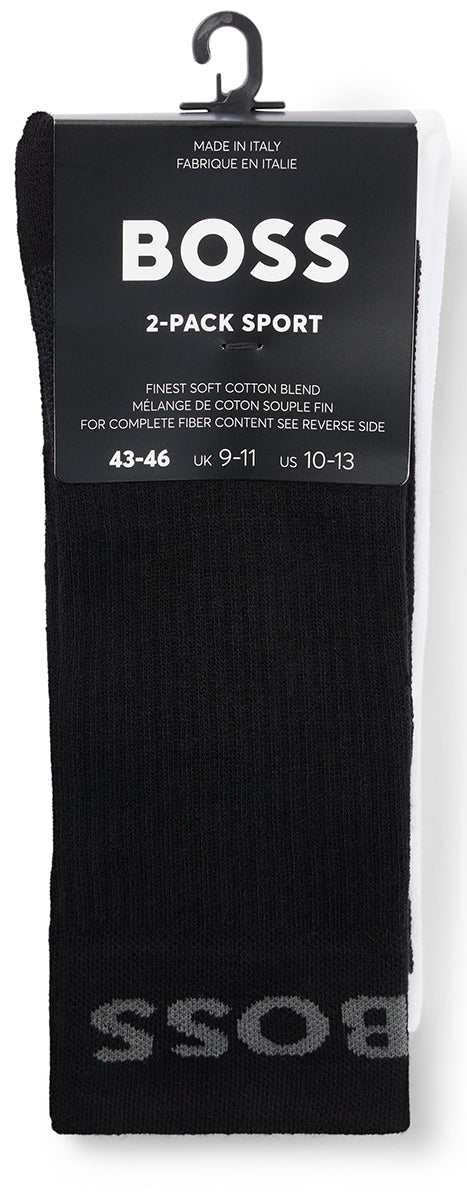 MADE IN ITALY
FABRIQUE EN ITALIE
BOSS
2-PACK SPORT
FINEST SOFT COTTON BLEND
MÉLANGE DE COTON SOUPLE FIN
FOR COMPLETE FIBER CONTENT SEE REVERSE SIDE
43-46 UK 9-11 US 10-13
BOSS